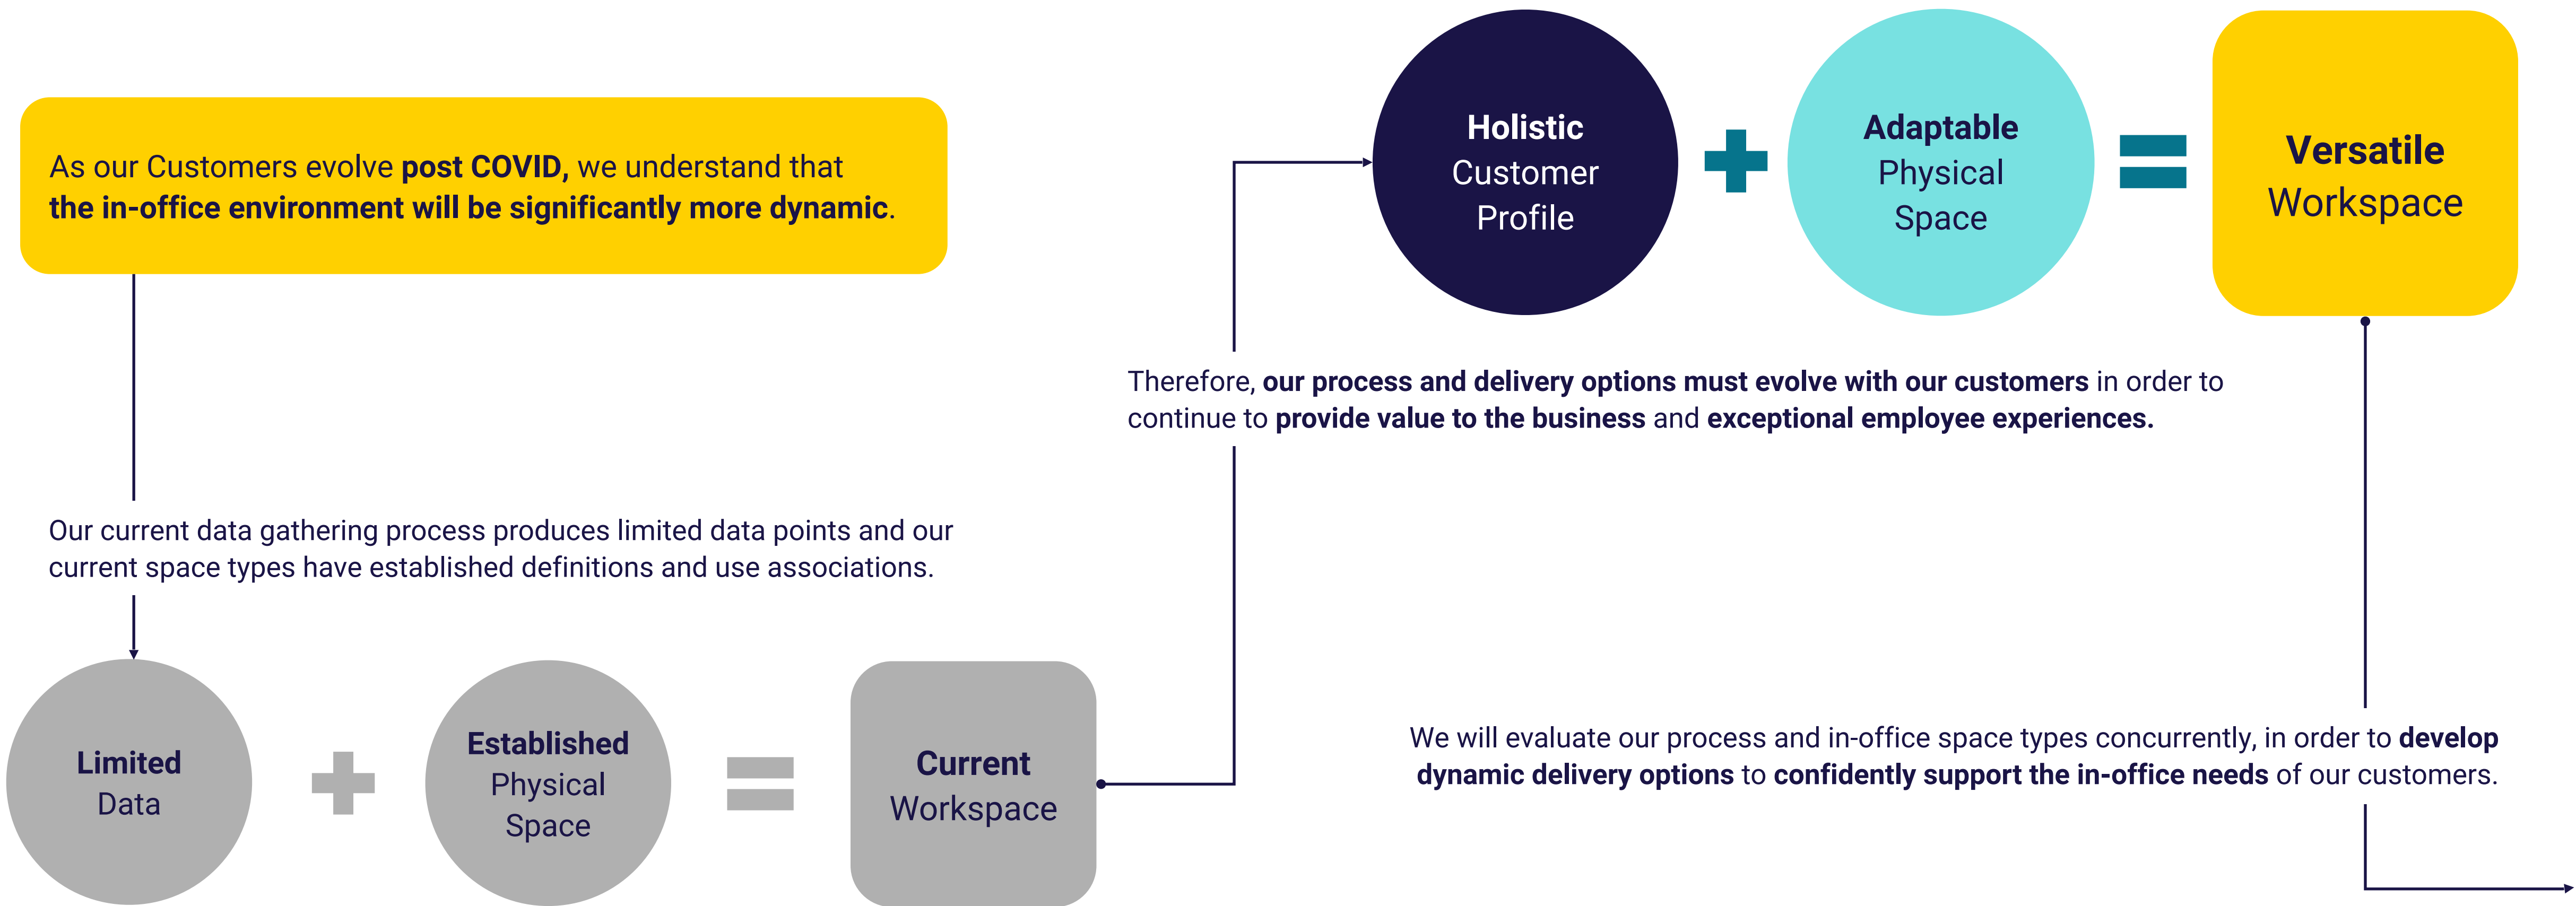 As our Customers evolve post COVID, we understand that
the in-office environment will be significantly more dynamic.
Our current data gathering process produces limited data points and our
current space types have established definitions and use associations.
Limited
Data
Established
Physical
Space
Current
Workspace
Therefore, our process and delivery options must evolve with our customers in order to
continue to provide value to the business and exceptional employee experiences.
Holistic
Customer
Profile
Adaptable
Physical
Space
Versatile
Workspace
We will evaluate our process and in-office space types concurrently, in order to develop
dynamic delivery options to confidently support the in-office needs of our customers.